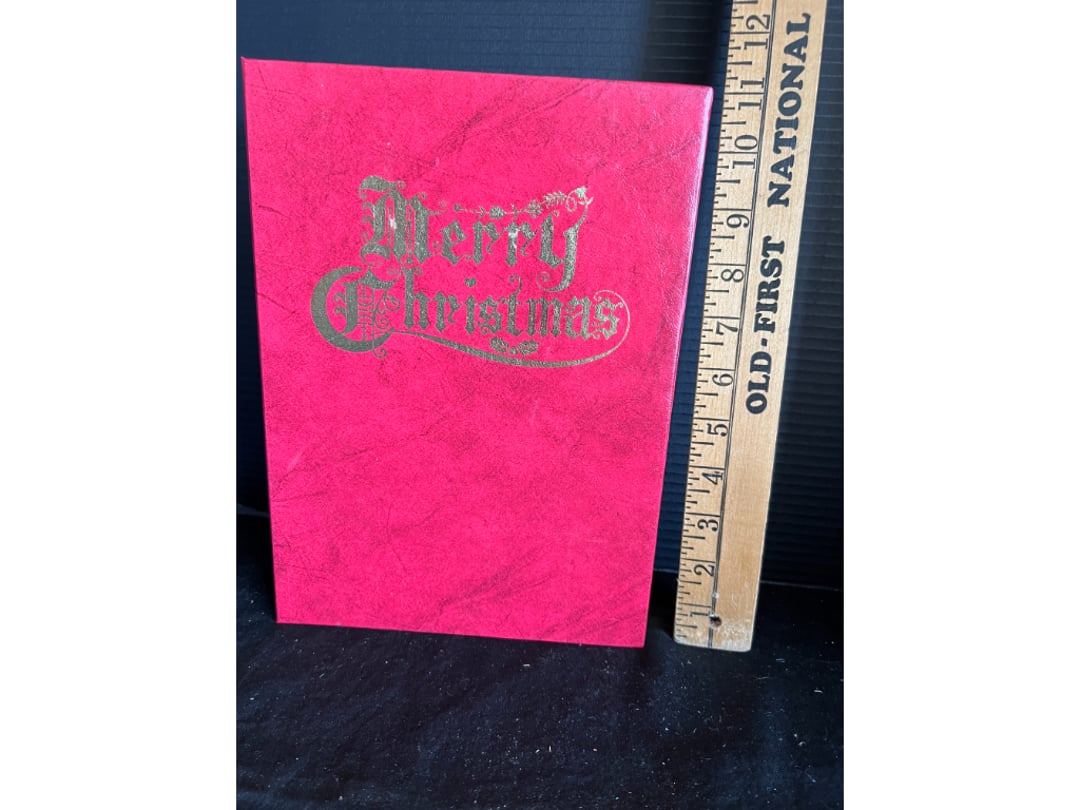 Merry
Christmas
OLD-FIRST NATIONAL
1 2 3 4 5 6 7 8 9 10 11 12